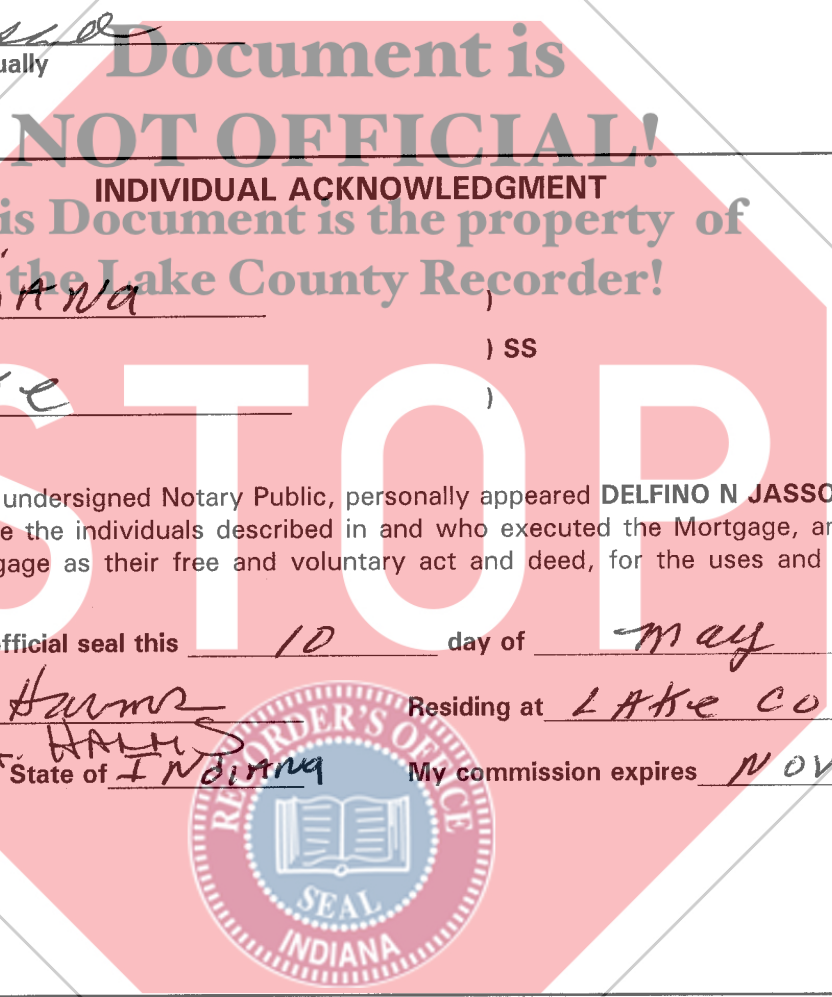 ually
Document is
NOT OFFICIAL!
INDIVIDUAL ACKNOWLEDGMENT
is Document is the property of
the Lake County Recorder!
IANA )
) SS
)
STOP
undersigned Notary Public, personally appeared DELFINO N JASSO
e the individuals described in and who executed the Mortgage, an
gage as their free and voluntary act and deed, for the uses and
fficial seal this 10 day of May
Harms Residing at LAKe Co
HARMS
State of INdiANa My commission expires NOV
RECORDER'S OFFICE
SEAL
INDIANA